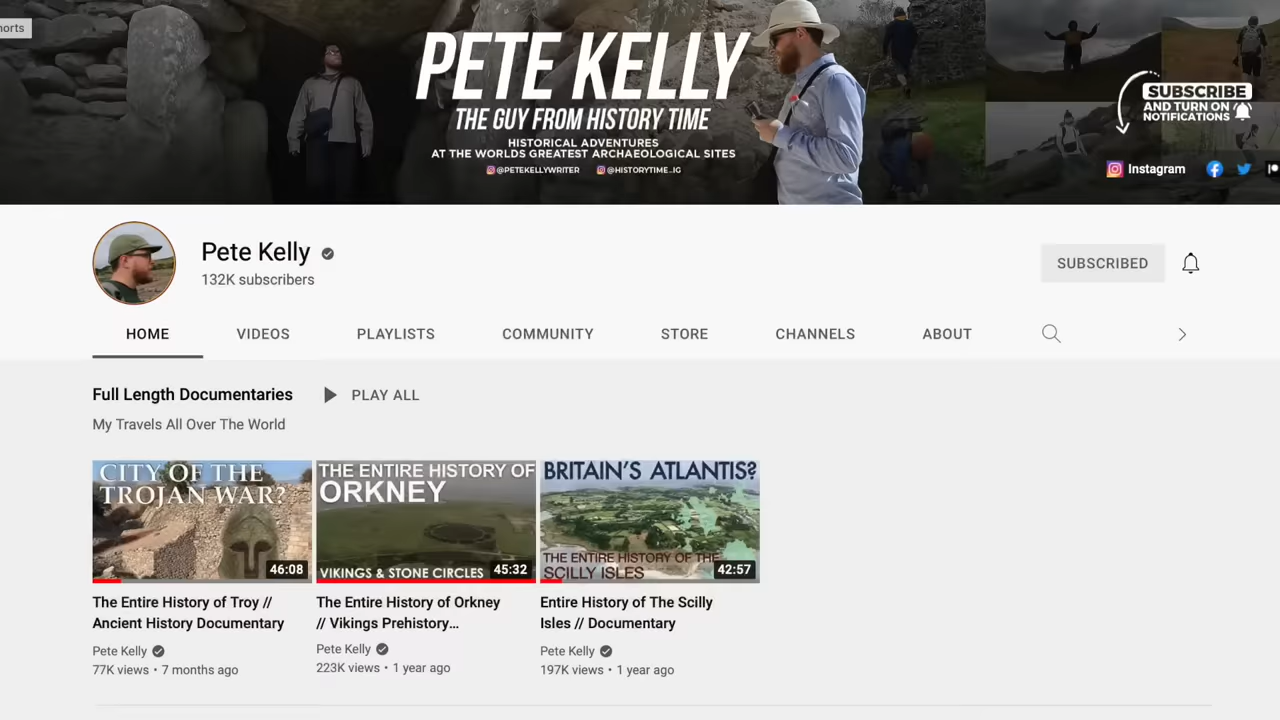 PETE KELLY
THE GUY FROM HISTORY TIME
HISTORICAL ADVENTURES
AT THE WORLDS GREATEST ARCHAEOLOGICAL SITES
@PETEKELLYWRITER @HISTORYTIME_IG
SUBSCRIBE
AND TURN ON
NOTIFICATIONS
Instagram
Pete Kelly
132K subscribers
SUBSCRIBED
HOME VIDEOS PLAYLISTS COMMUNITY STORE CHANNELS ABOUT
Full Length Documentaries PLAY ALL
My Travels All Over The World
CITY OF THE
TROJAN WAR?
46:08
THE ENTIRE HISTORY OF
ORKNEY
VIKINGS & STONE CIRCLES 45:32
BRITAIN'S ATLANTIS?
THE ENTIRE HISTORY OF THE
SCILLY ISLES 42:57
The Entire History of Troy //
Ancient History Documentary
Pete Kelly
77K views • 7 months ago
The Entire History of Orkney
// Vikings Prehistory...
Pete Kelly
223K views • 1 year ago
Entire History of The Scilly
Isles // Documentary
Pete Kelly
197K views • 1 year ago